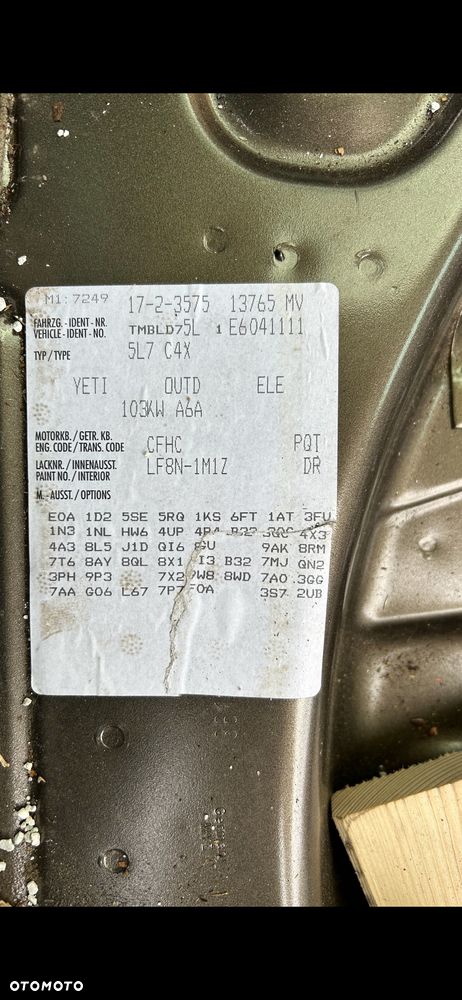 M1:7249 17-2-3575 13765 MV
FAHRZG.-IDENT-NR. VEHICLE-IDENT-NO. TMBLD75L 1 E6041111
TYP/TYPE 5L7 C4X
YETI OUTD ELE
103KW A6A
MOTORKB./GETR.KB. ENG.CODE/TRANS.CODE CFHC PQT
LACKNR./INNENAUSST. PAINT NO./INTERIOR LF8N-1M1Z DR
M.-AUSST./OPTIONS
E0A 1D2 5SE 5RQ 1KS 6FT 1AT 3FU
1N3 1NL HW6 4UP 4X3
4A3 8L5 J1D QI6 9AK 8RM
7T6 8AY 8QL 8X1 B32 7MJ QN2
3PH 9P3 7X2 8WD 7A0 3GG
7AA G06 L67 3S7 2UB
OTOMOTO